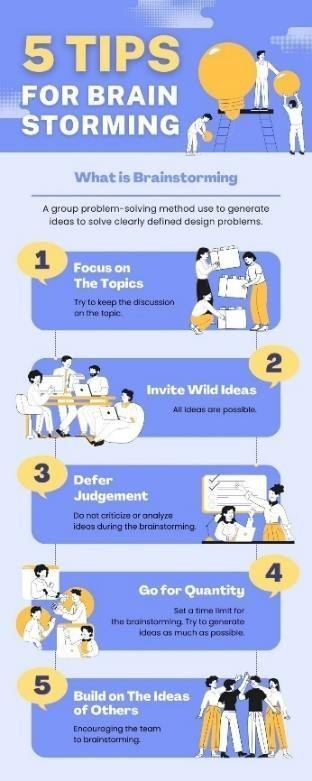 5 TIPS
FOR BRAIN
STORMING
What is Brainstorming
A group problem-solving method use to generate
ideas to solve clearly defined design problems.
1
Focus on
The Topics
Try to keep the discussion
on the topic.
2
Invite Wild Ideas
All ideas are possible.
3
Defer
Judgement
Do not criticize or analyze
ideas during the brainstorming.
4
Go for Quantity
Set a time limit for
the brainstorming. Try to generate
ideas as much as possible.
5
Build on The Ideas
of Others
Encouraging the team
to brainstorming.